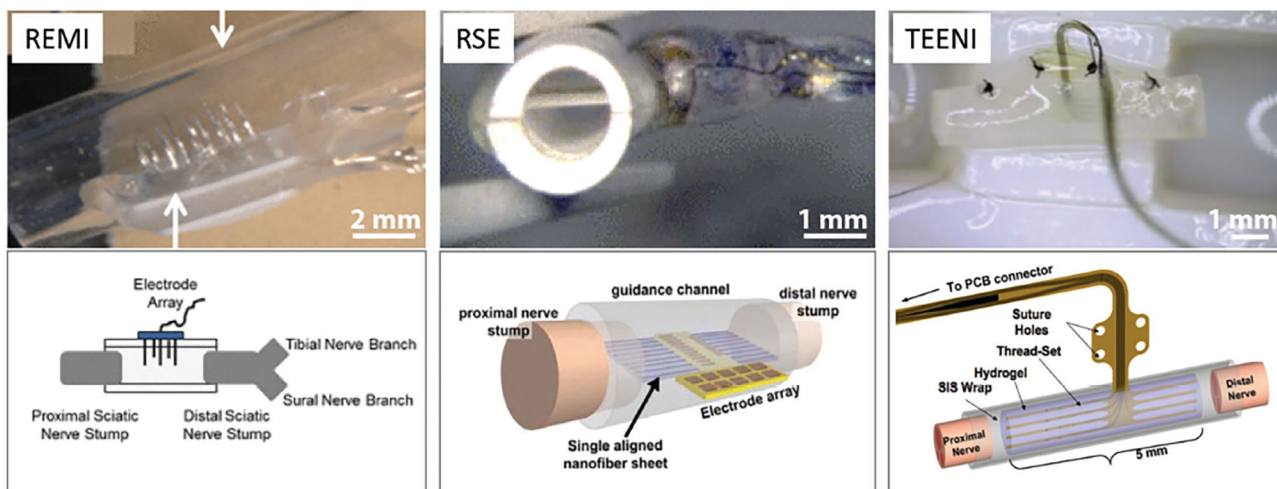 REMI
2 mm
RSE
1 mm
TEENI
1 mm
Electrode
Array
Tibial Nerve Branch
Sural Nerve Branch
Proximal Sciatic
Nerve Stump
Distal Sciatic
Nerve Stump
guidance channel
proximal nerve
stump
distal nerve
stump
Electrode array
Single aligned
nanofiber sheet
To PCB connector
Suture
Holes
Thread-Set
Hydrogel
SIS Wrap
Proximal
Nerve
Distal
Nerve
5 mm